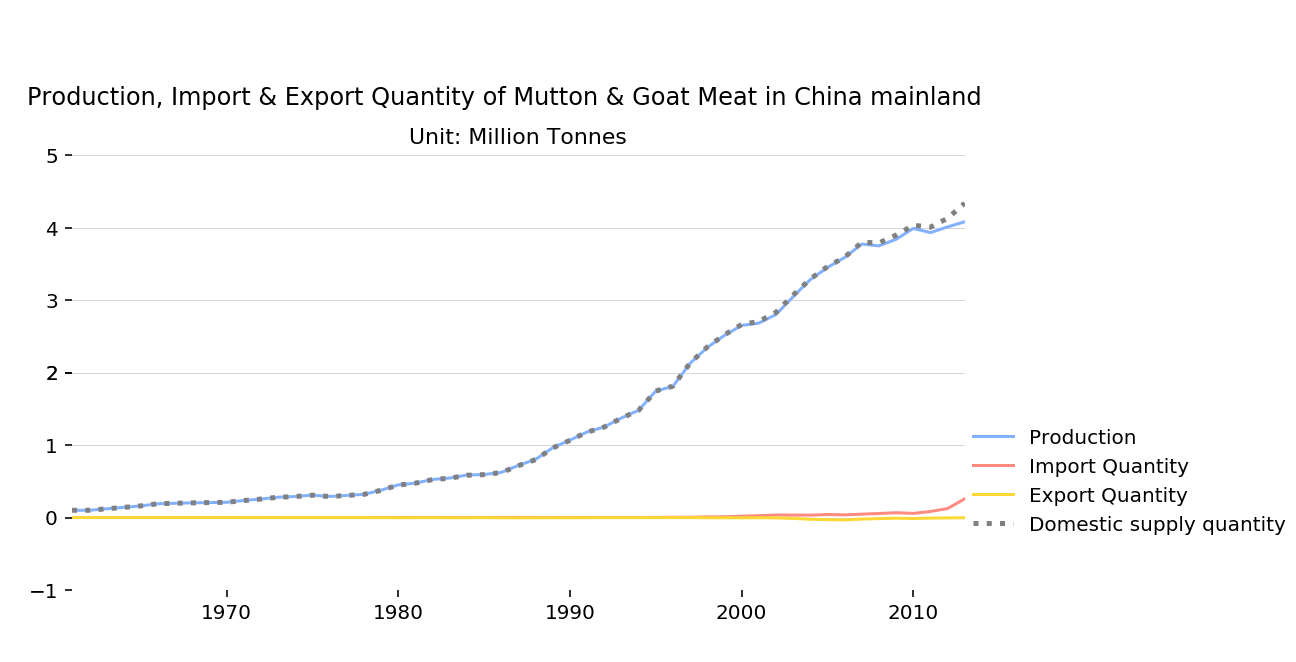 Production, Import & Export Quantity of Mutton & Goat Meat in China mainland
Unit: Million Tonnes
5
4
3
2
1
0
−1
1970
1980
1990
2000
2010
Production
Import Quantity
Export Quantity
Domestic supply quantity